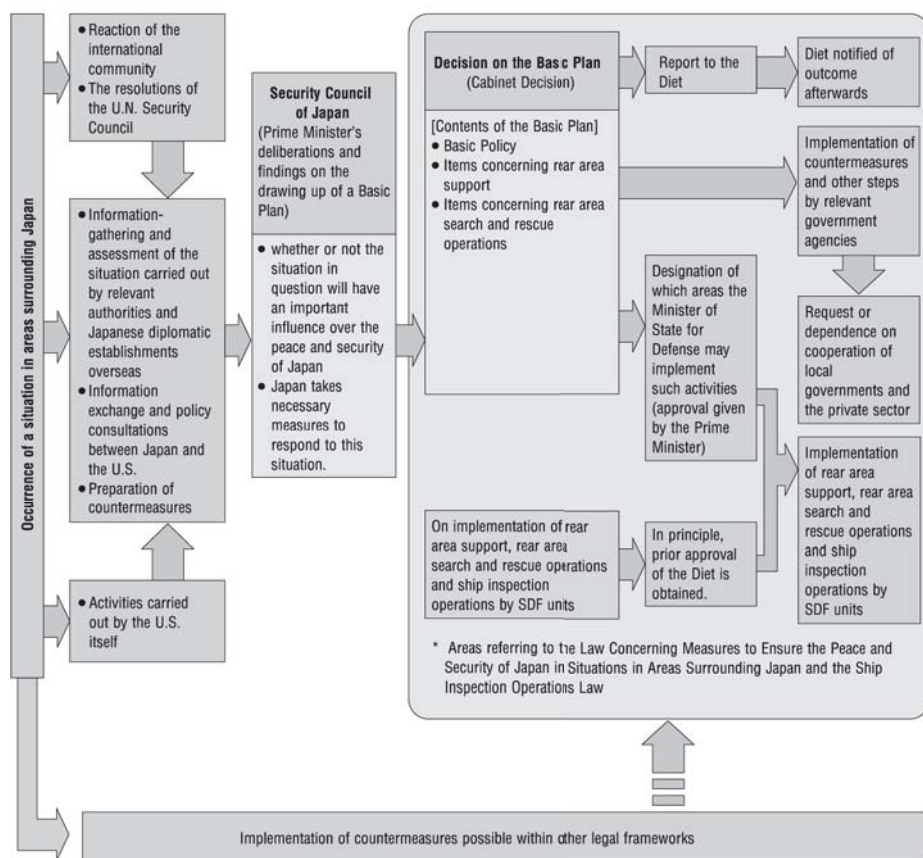 Occurrence of a situation in areas surrounding Japan
● Reaction of the
international
community
● The resolutions of
the U.N. Security
Council
● Information-
gathering and
assessment of the
situation carried out
by relevant
authorities and
Japanese diplomatic
establishments
overseas
● Information
exchange and policy
consultations
between Japan and
the U.S.
● Preparation of
countermeasures
● Activities carried
out by the U.S.
itself
Security Council
of Japan
(Prime Minister's
deliberations and
findings on the
drawing up of a Basic
Plan)
● whether or not the
situation in
question will have
an important
influence over the
peace and security
of Japan
● Japan takes
necessary
measures to
respond to this
situation.
Decision on the Basic Plan
(Cabinet Decision)
[Contents of the Basic Plan]
● Basic Policy
● Items concerning rear area
support
● Items concerning rear area
search and rescue
operations
Report to the
Diet
Diet notified of
outcome
afterwards
Implementation of
countermeasures
and other steps
by relevant
government
agencies
Request or
dependence on
cooperation of
local
governments and
the private sector
Designation of
which areas the
Minister of
State for
Defense may
implement
such activities
(approval given
by the Prime
Minister)
On implementation of rear
area support, rear area
search and rescue operations
and ship inspection
operations by SDF units
In principle,
prior approval
of the Diet is
obtained.
Implementation
of rear area
support, rear area
search and
rescue operations
and ship
inspection
operations by
SDF units
* Areas referring to the Law Concerning Measures to Ensure the Peace and
Security of Japan in Situations in Areas Surrounding Japan and the Ship
Inspection Operations Law
Implementation of countermeasures possible within other legal frameworks